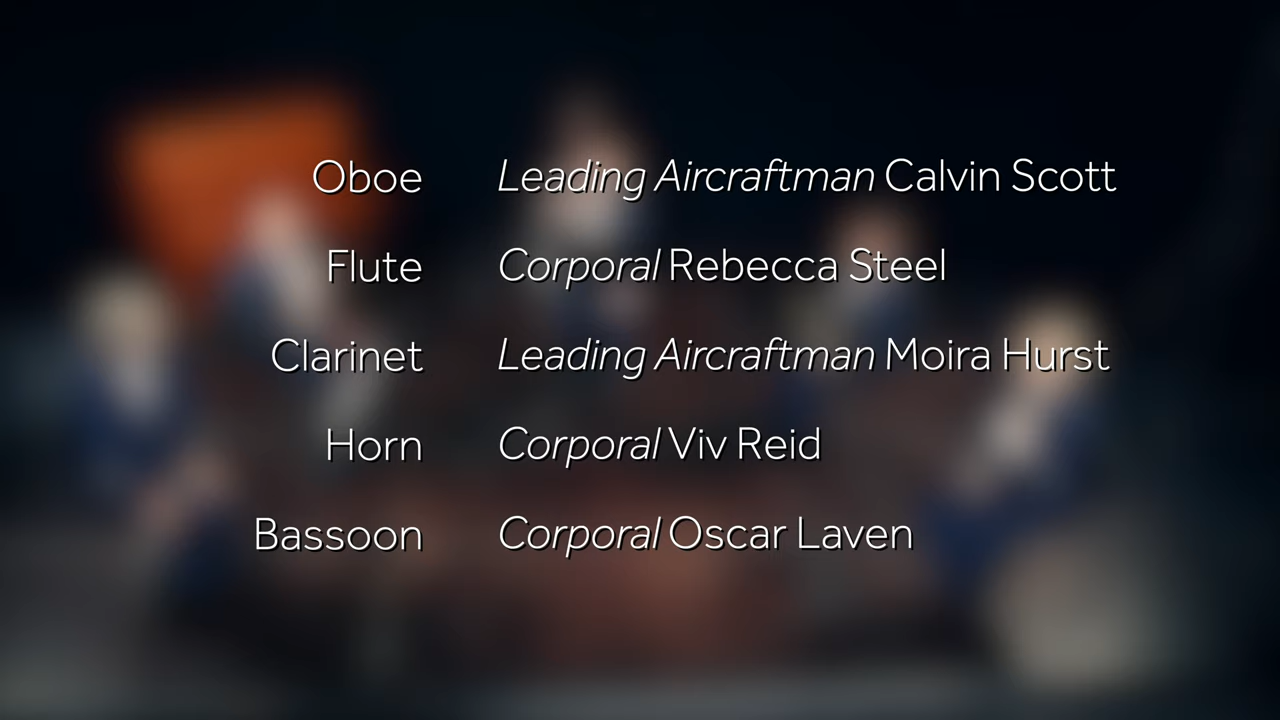 Oboe Leading Aircraftman Calvin Scott
Flute Corporal Rebecca Steel
Clarinet Leading Aircraftman Moira Hurst
Horn Corporal Viv Reid
Bassoon Corporal Oscar Laven